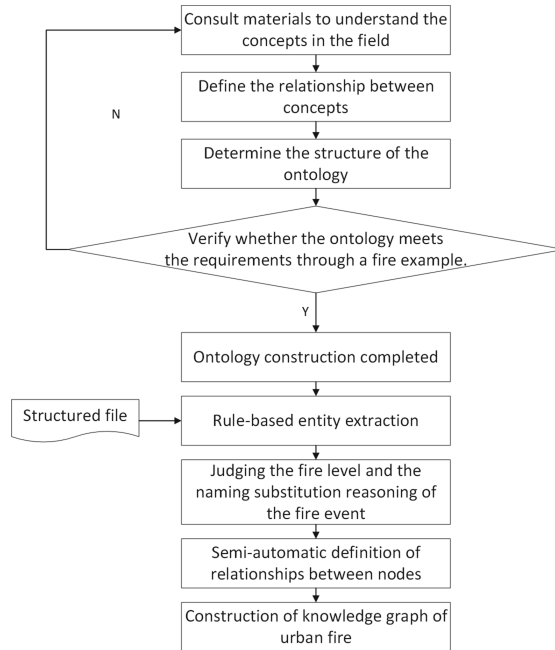 Consult materials to understand the
concepts in the field
Define the relationship between
concepts
N
Determine the structure of the
ontology
Verify whether the ontology meets
the requirements through a fire example.
Y
Ontology construction completed
Structured file
Rule-based entity extraction
Judging the fire level and the
naming substitution reasoning of
the fire event
Semi-automatic definition of
relationships between nodes
Construction of knowledge graph of
urban fire